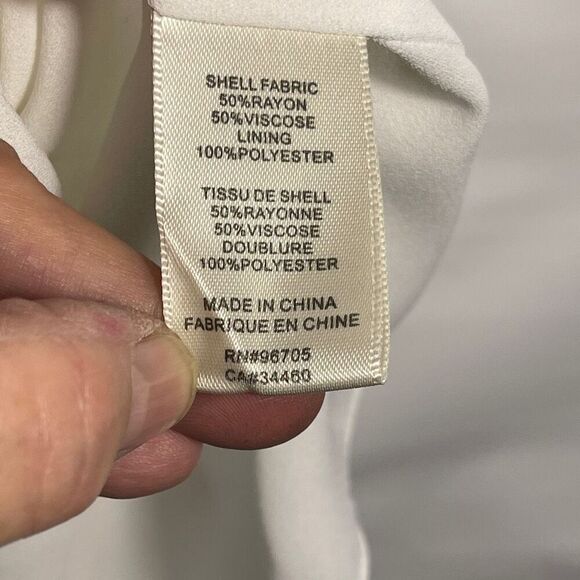 SHELL FABRIC
50%RAYON
50%VISCOSE
LINING
100%POLYESTER
TISSU DE SHELL
50%RAYONNE
50%VISCOSE
DOUBLURE
100%POLYESTER
MADE IN CHINA
FABRIQUE EN CHINE
RN#96705
CA#34460